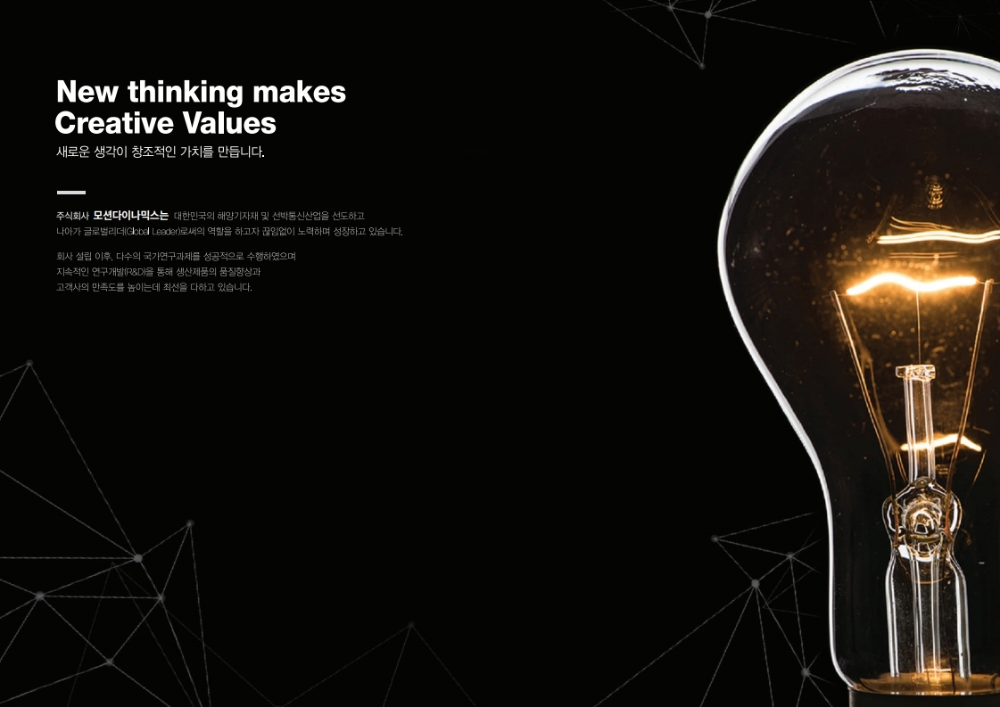 New thinking makes
Creative Values
새로운 생각이 창조적인 가치를 만듭니다.
주식회사 모션다이나믹스는 대한민국의 해양기자재 및 선박통신산업을 선도하고
나아가 글로벌리더(Global Leader)로써의 역할을 하고자 끊임없이 노력하며 성장하고 있습니다.
회사 설립 이후, 다수의 국가연구과제를 성공적으로 수행하였으며
지속적인 연구개발(R&D)을 통해 생산제품의 품질향상과
고객사의 만족도를 높이는데 최선을 다하고 있습니다.